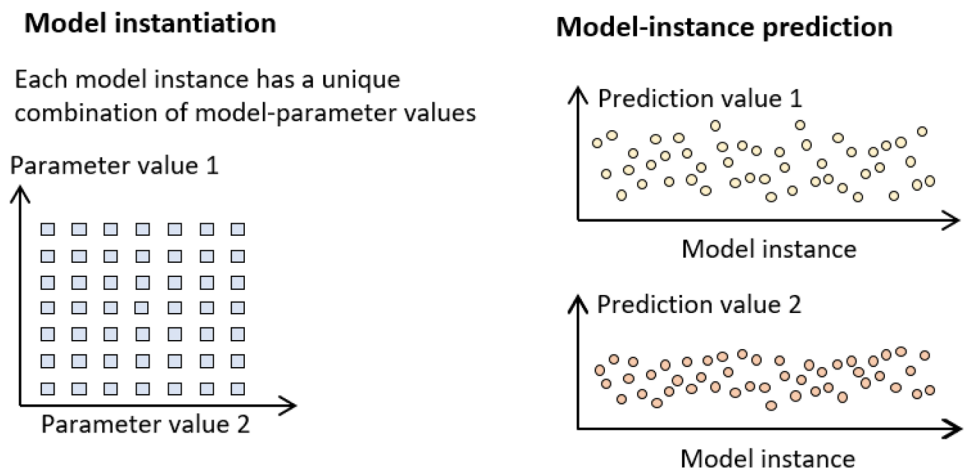 Model instantiation
Each model instance has a unique
combination of model-parameter values
Parameter value 1
Parameter value 2
Model-instance prediction
Prediction value 1
Model instance
Prediction value 2
Model instance